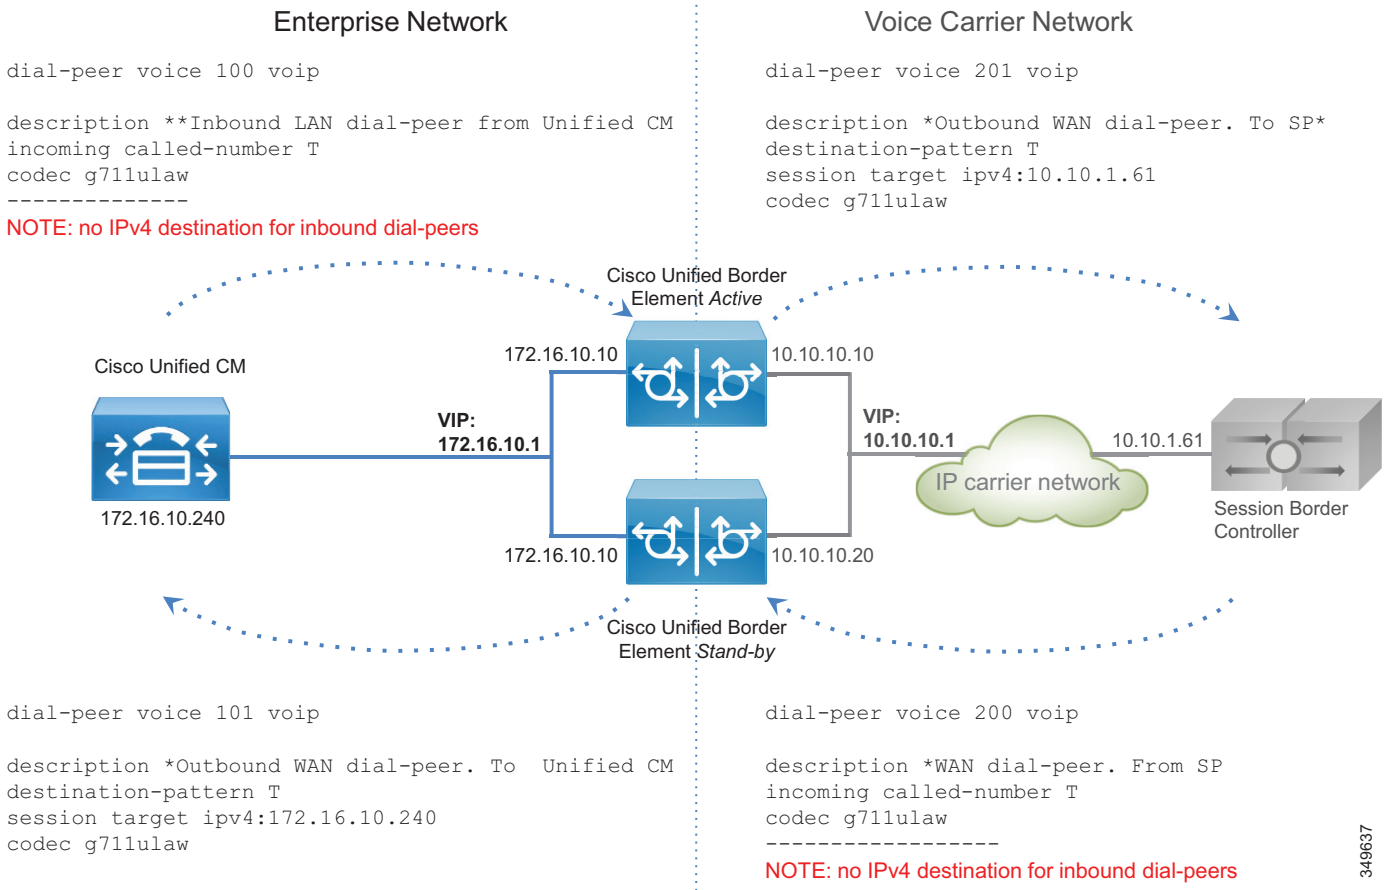 Enterprise Network
Voice Carrier Network
dial-peer voice 100 voip
description **Inbound LAN dial-peer from Unified CM
incoming called-number T
codec g711ulaw
--------------
NOTE: no IPv4 destination for inbound dial-peers
dial-peer voice 201 voip
description *Outbound WAN dial-peer. To SP*
destination-pattern T
session target ipv4:10.10.1.61
codec g711ulaw
Cisco Unified Border
Element Active
Cisco Unified CM
172.16.10.240
VIP:
172.16.10.1
172.16.10.10
10.10.10.10
172.16.10.10
10.10.10.20
VIP:
10.10.10.1
IP carrier network
10.10.1.61
Session Border
Controller
Cisco Unified Border
Element Stand-by
dial-peer voice 101 voip
description *Outbound WAN dial-peer. To  Unified CM
destination-pattern T
session target ipv4:172.16.10.240
codec g711ulaw
dial-peer voice 200 voip
description *WAN dial-peer. From SP
incoming called-number T
codec g711ulaw
------------------
NOTE: no IPv4 destination for inbound dial-peers
349637